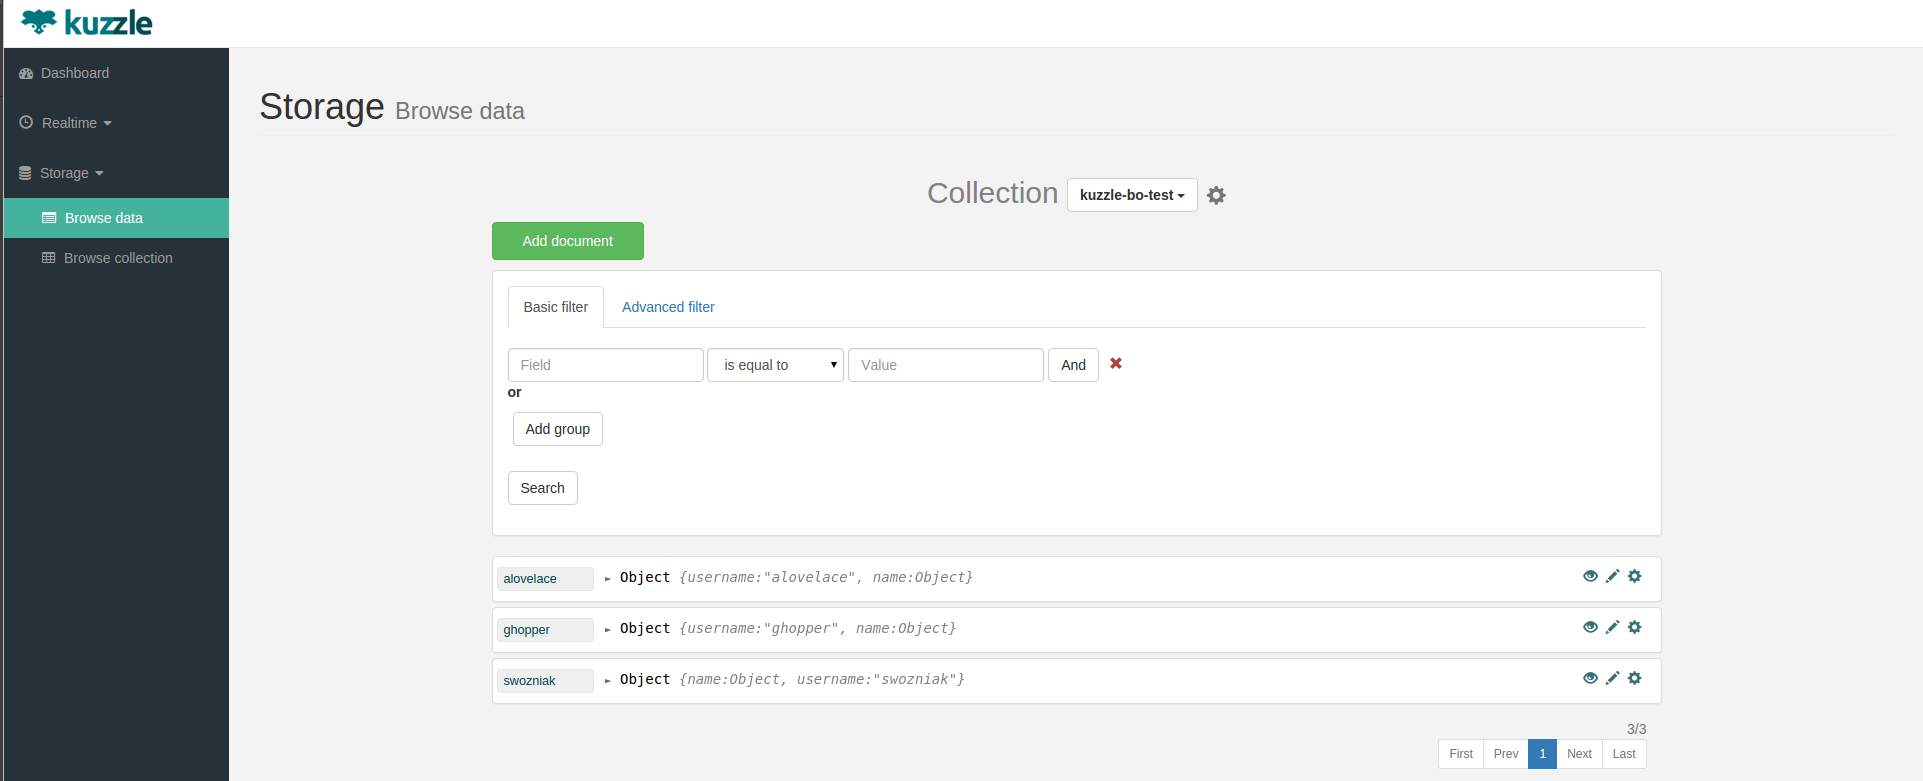 kuzzle
Dashboard
Realtime
Storage
Browse data
Browse collection
Storage Browse data
Collection kuzzle-bo-test
Add document
Basic filter Advanced filter
Field is equal to Value And
or
Add group
Search
alovelace ► Object {username:"alovelace", name:Object}
ghopper ► Object {username:"ghopper", name:Object}
swozniak ► Object {name:Object, username:"swozniak"}
3/3
First Prev 1 Next Last